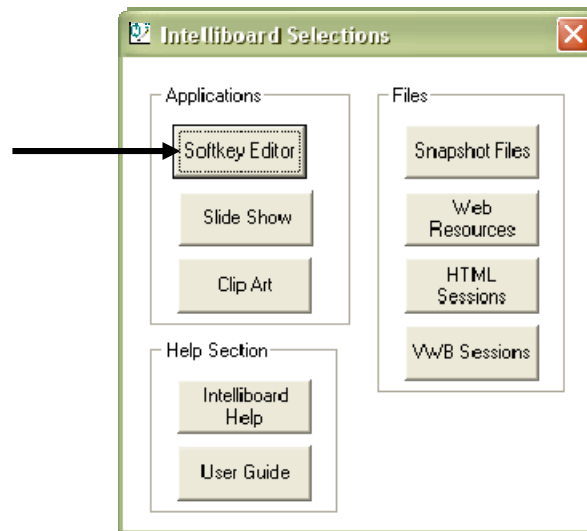 Intelliboard Selections
Applications
Softkey Editor
Slide Show
Clip Art
Help Section
Intelliboard
Help
User Guide
Files
Snapshot Files
Web
Resources
HTML
Sessions
VWB Sessions